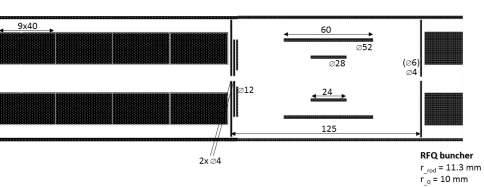 9x40
60
⌀52
⌀28
(⌀6)
⌀4
⌀12
24
125
2x ⌀4
RFQ buncher
r_rod = 11.3 mm
r_o = 10 mm